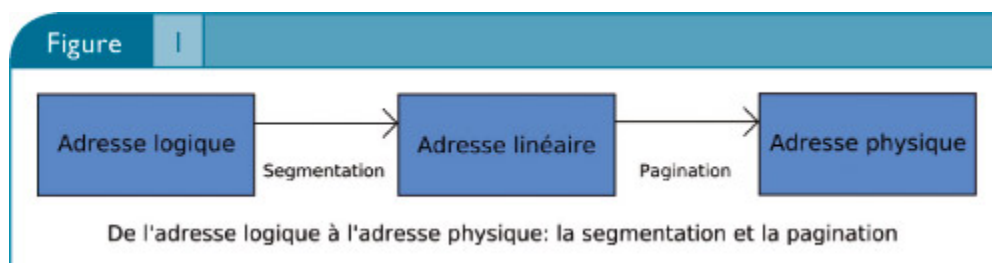 Figure 1
Adresse logique
Segmentation
Adresse linéaire
Pagination
Adresse physique
De l'adresse logique à l'adresse physique: la segmentation et la pagination